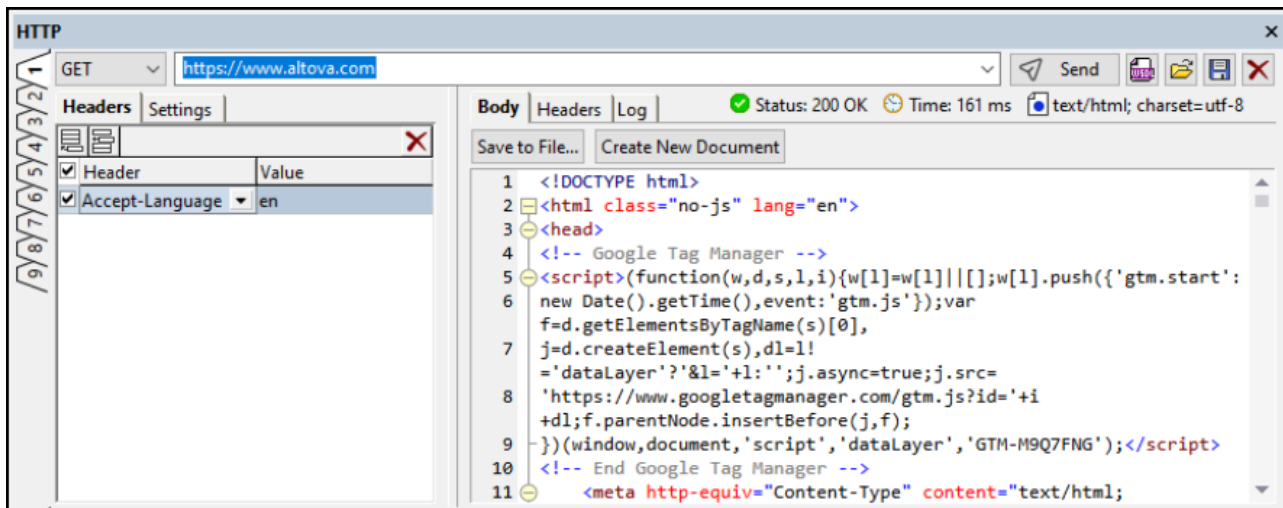 HTTP
GET https://www.altova.com Send
Headers Settings
Header Value
Accept-Language en
1 2 3 4 5 6 7 8 9
Body Headers Log Status: 200 OK Time: 161 ms text/html; charset=utf-8
Save to File... Create New Document
1 <!DOCTYPE html>
2 <html class="no-js" lang="en">
3 <head>
4 <!-- Google Tag Manager -->
5 <script>(function(w,d,s,l,i){w[l]=w[l]||[];w[l].push({'gtm.start':
6 new Date().getTime(),event:'gtm.js'});var
f=d.getElementsByTagName(s)[0],
7 j=d.createElement(s),dl=l!
='dataLayer'?'&l='+l:'';j.async=true;j.src=
8 'https://www.googletagmanager.com/gtm.js?id='+i
+dl;f.parentNode.insertBefore(j,f);
9 })(window,document,'script','dataLayer','GTM-M9Q7FNG');</script>
10 <!-- End Google Tag Manager -->
11 <meta http-equiv="Content-Type" content="text/html;